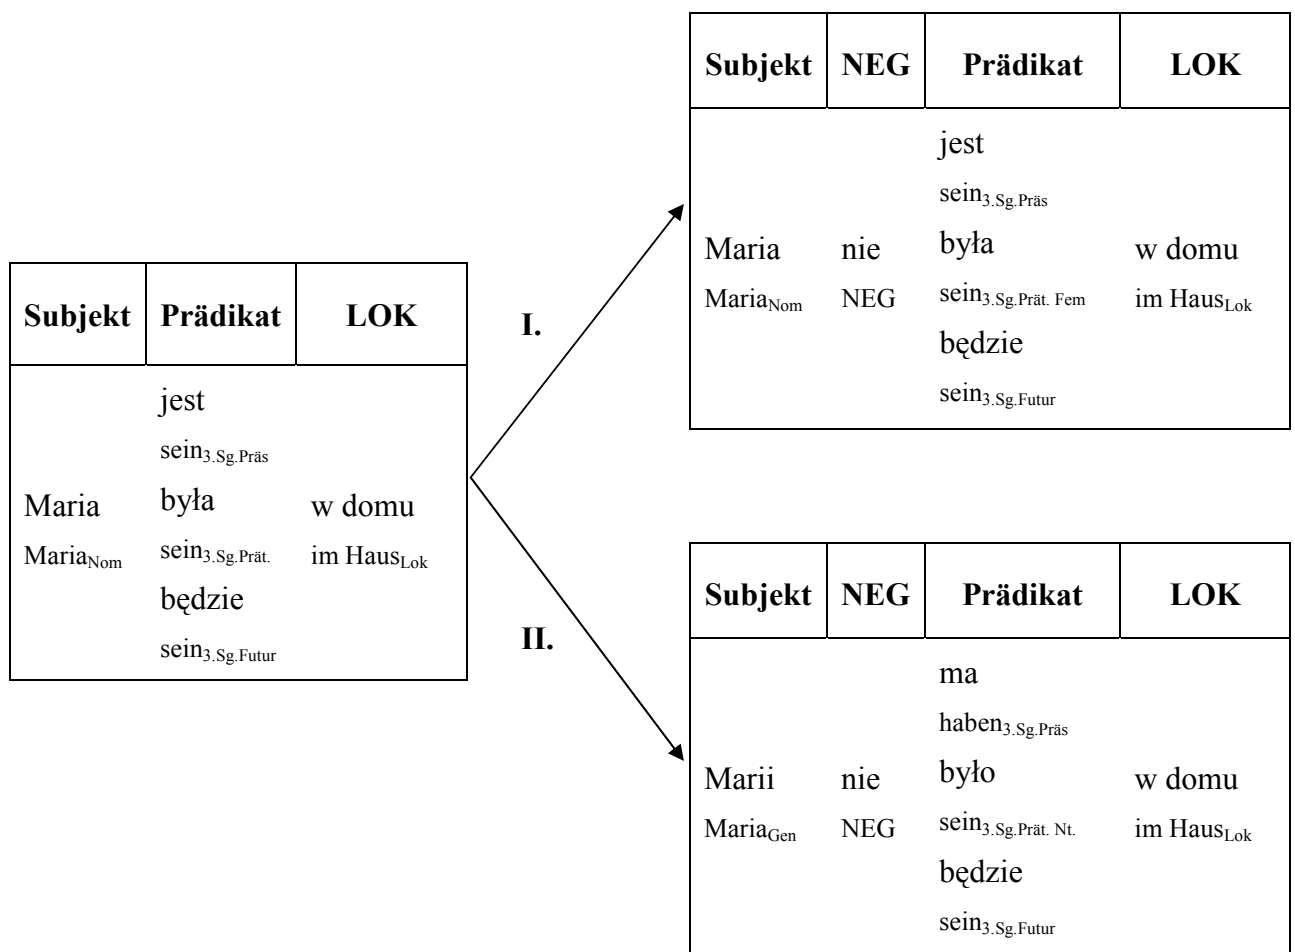 Subjekt NEG Prädikat LOK
jest
sein3.Sg.Präs
Maria nie była w domu
MariaNom NEG sein3.Sg.Prät. Fem im HausLok
będzie
sein3.Sg.Futur
I.
Subjekt Prädikat LOK
jest
sein3.Sg.Präs
Maria była w domu
MariaNom sein3.Sg.Prät. im HausLok
będzie
sein3.Sg.Futur
II.
Subjekt NEG Prädikat LOK
ma
haben3.Sg.Präs
Marii nie było w domu
MariaGen NEG sein3.Sg.Prät. Nt. im HausLok
będzie
sein3.Sg.Futur